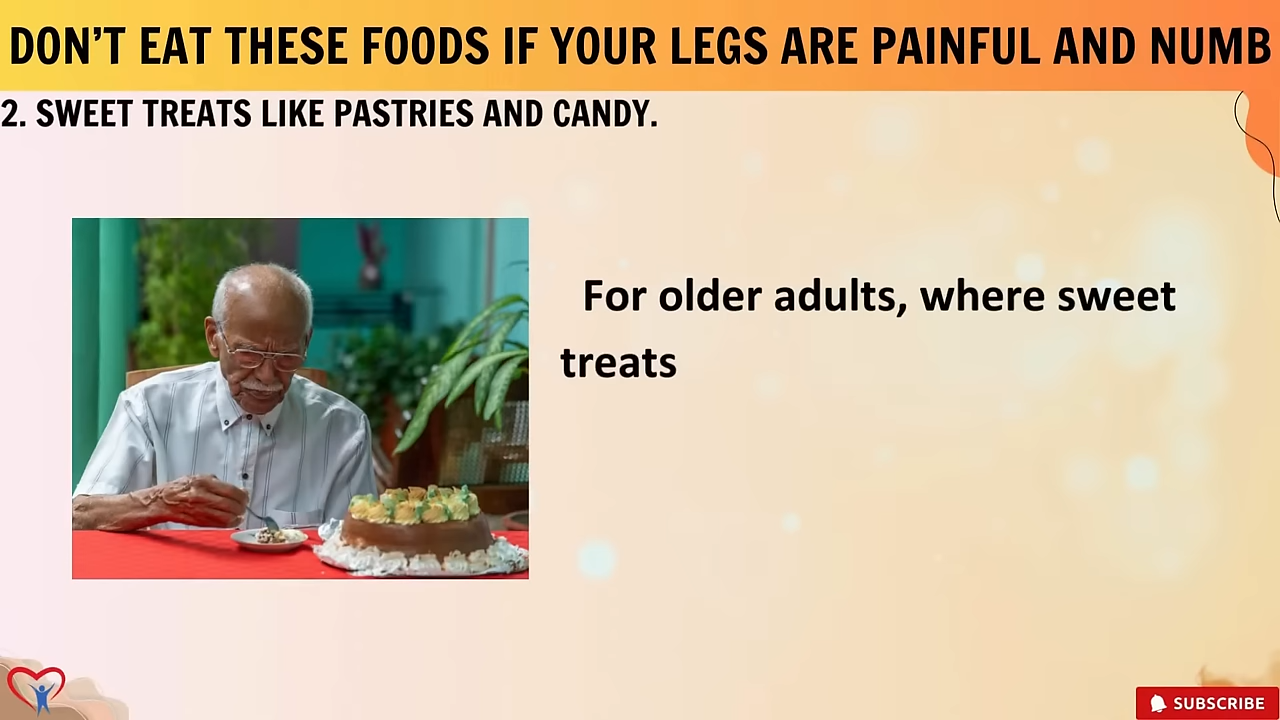 DON’T EAT THESE FOODS IF YOUR LEGS ARE PAINFUL AND NUMB
2. SWEET TREATS LIKE PASTRIES AND CANDY.
For older adults, where sweet
treats
SUBSCRIBE